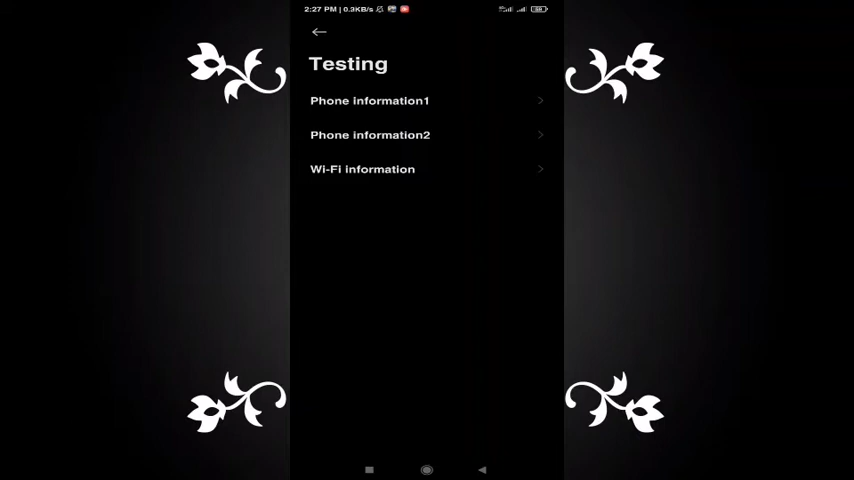 2:27 PM | 0.3KB/s
Testing
Phone information1
Phone information2
Wi-Fi information